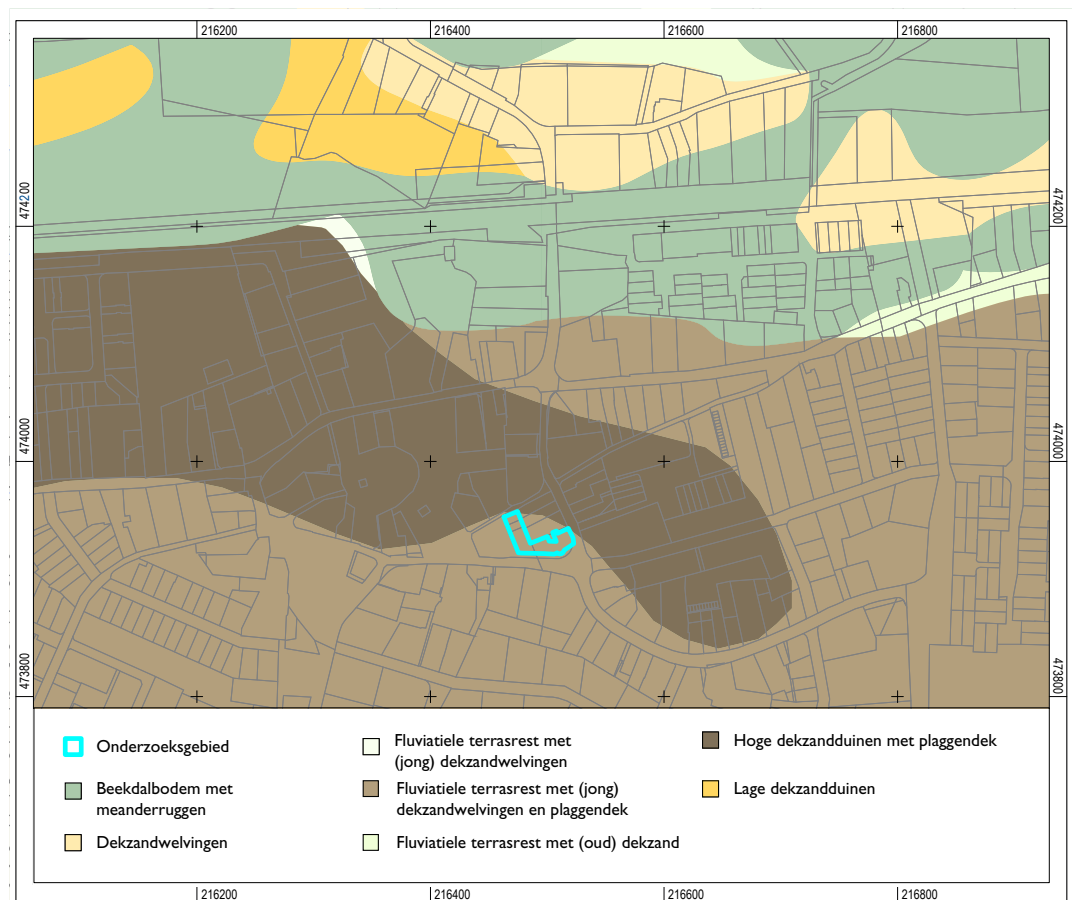 216200 216400 216600 216800
474200 474200
474000 474000
473800 473800
Onderzoeksgebied
Beekdalbodem met
meanderruggen
Dekzandwelvingen
Fluviatiele terrasrest met
(jong) dekzandwelvingen
Fluviatiele terrasrest met (jong)
dekzandwelvingen en plaggendek
Fluviatiele terrasrest met (oud) dekzand
Hoge dekzandduinen met plaggendek
Lage dekzandduinen
216200 216400 216600 216800